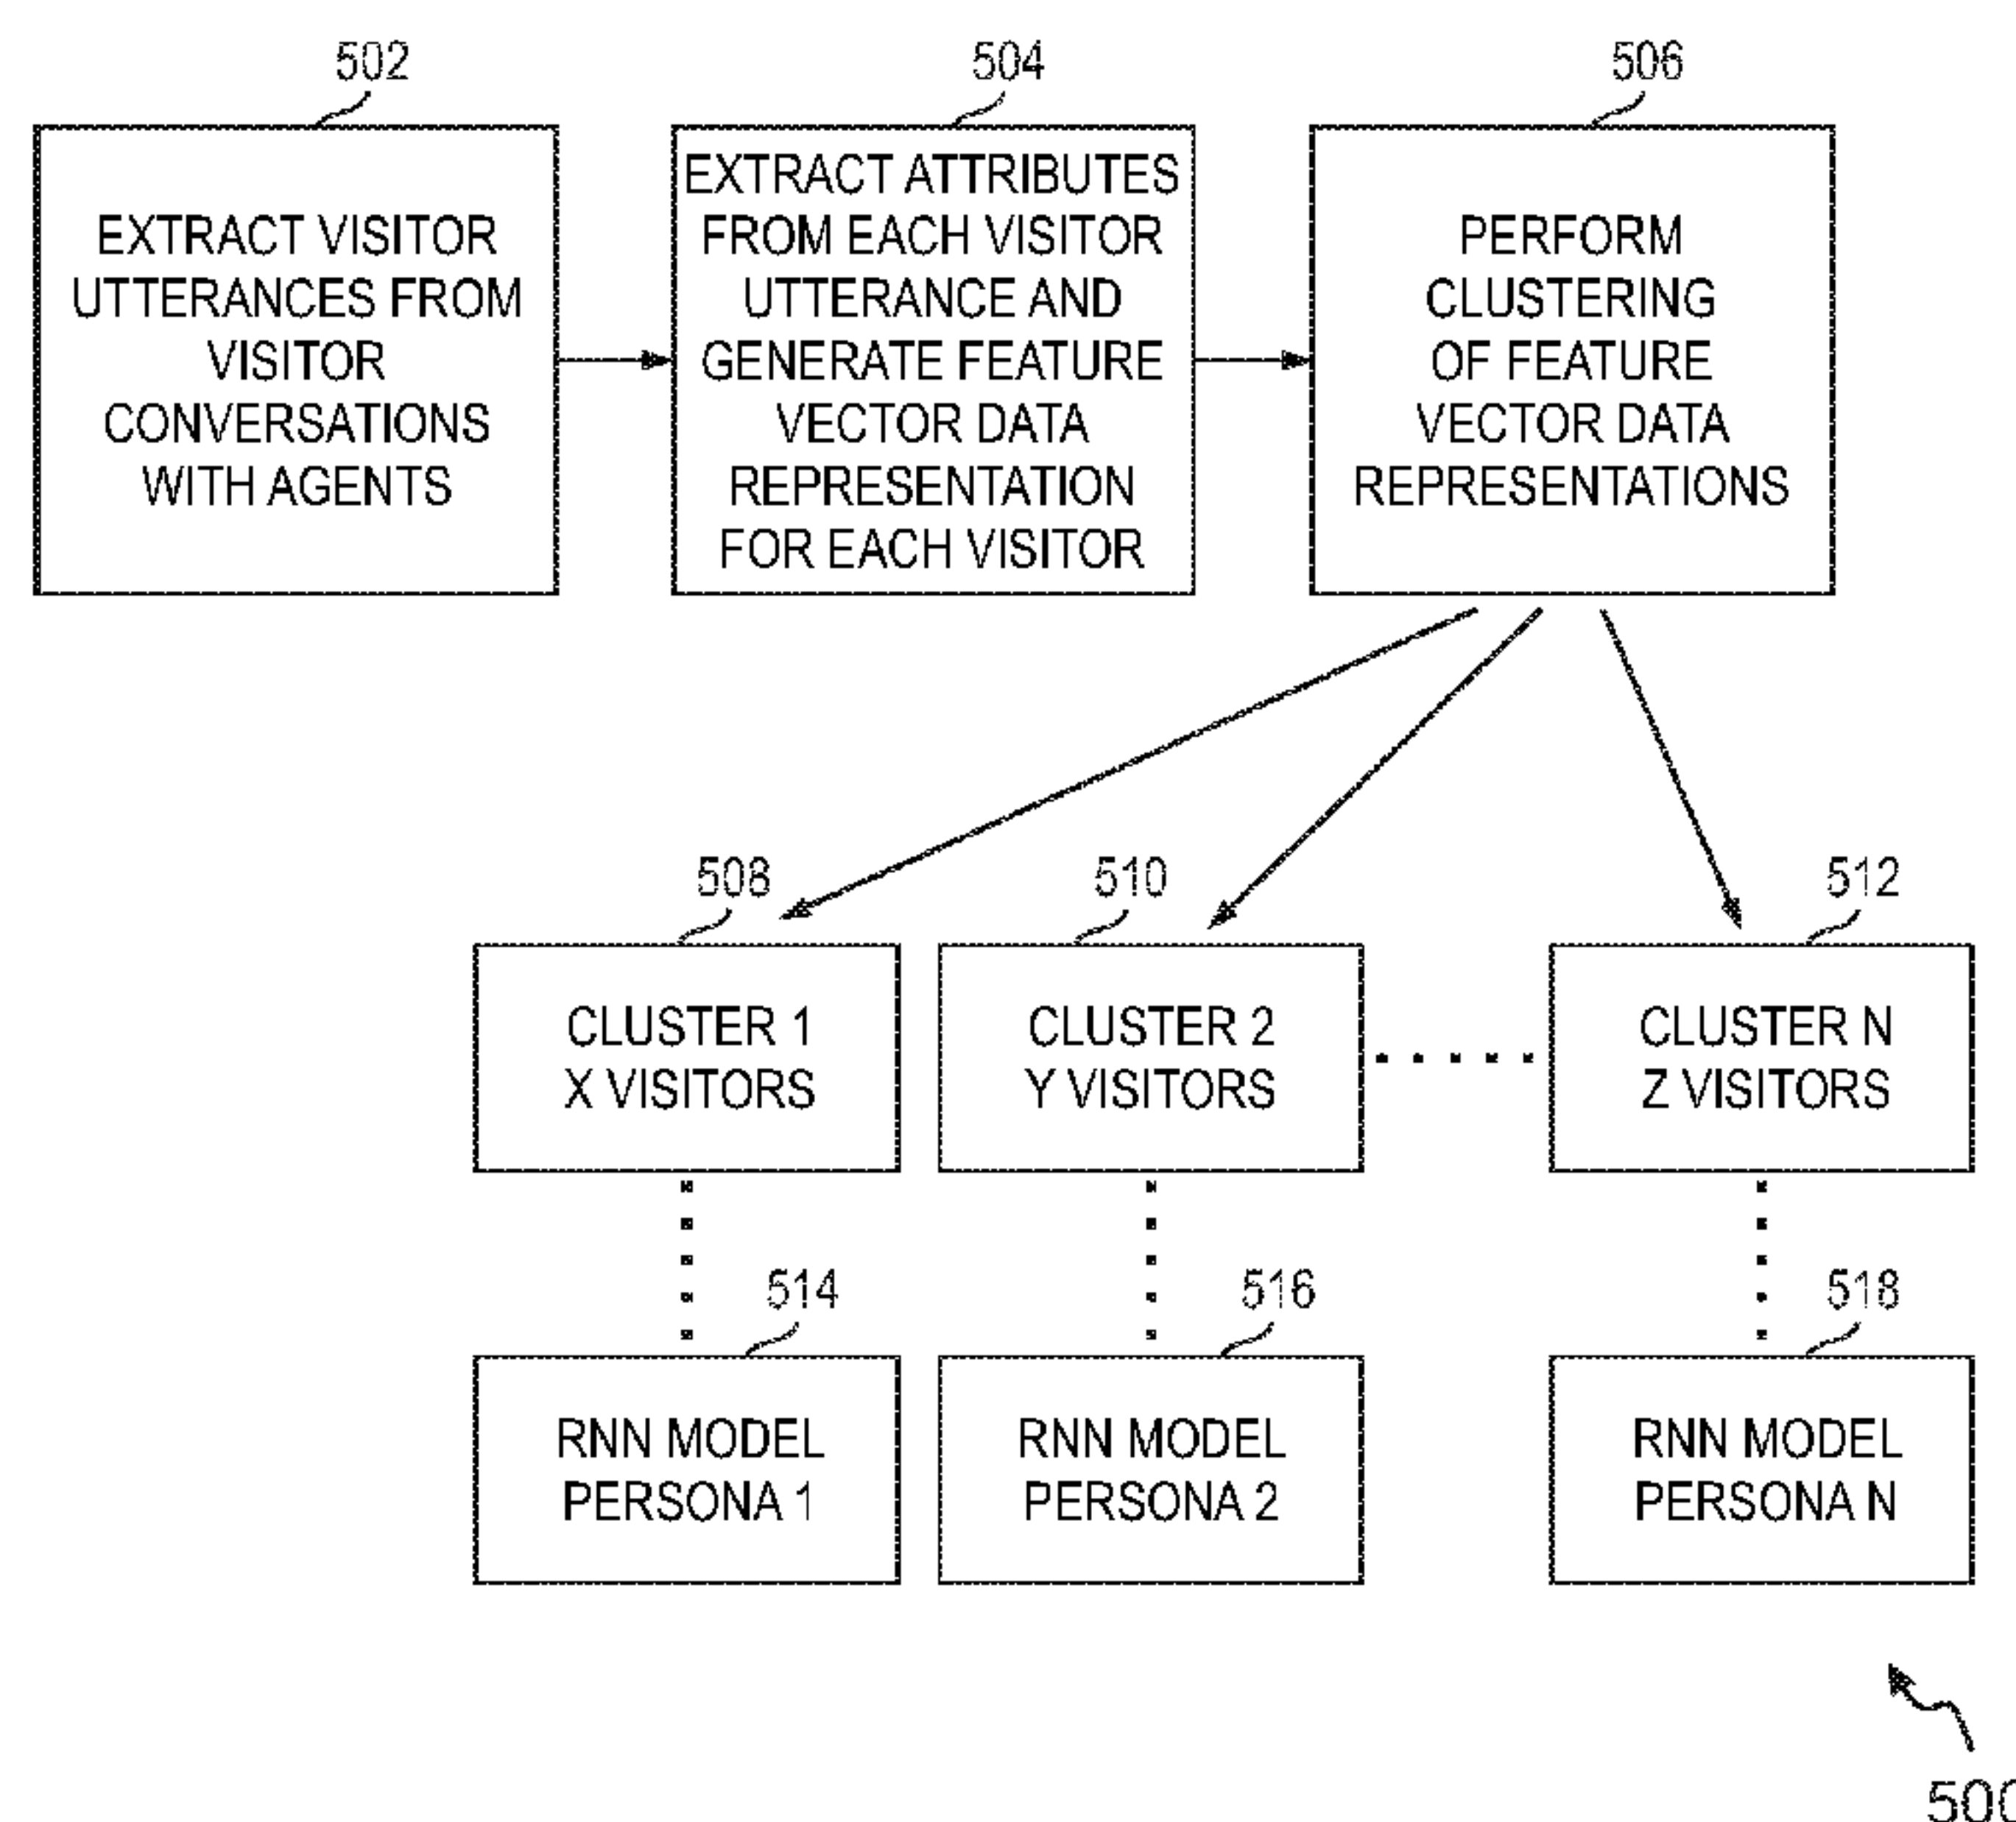 502
EXTRACT VISITOR
UTTERANCES FROM
VISITOR
CONVERSATIONS
WITH AGENTS
504
EXTRACT ATTRIBUTES
FROM EACH VISITOR
UTTERANCE AND
GENERATE FEATURE
VECTOR DATA
REPRESENTATION
FOR EACH VISITOR
506
PERFORM
CLUSTERING
OF FEATURE
VECTOR DATA
REPRESENTATIONS
508
CLUSTER 1
X VISITORS
510
CLUSTER 2
Y VISITORS
512
CLUSTER N
Z VISITORS
514
RNN MODEL
PERSONA 1
516
RNN MODEL
PERSONA 2
518
RNN MODEL
PERSONA N
500